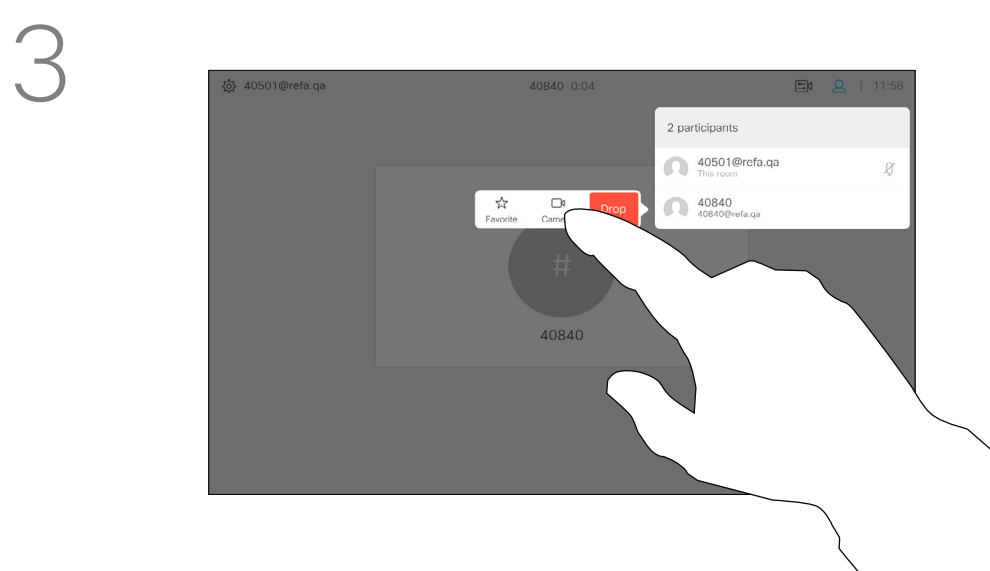 3
40501@refa.qa
40840 0:04
| 11:58
2 participants
40501@refa.qa
This room
Favorite
Drop
40840
40840@refa.qa
#
40840